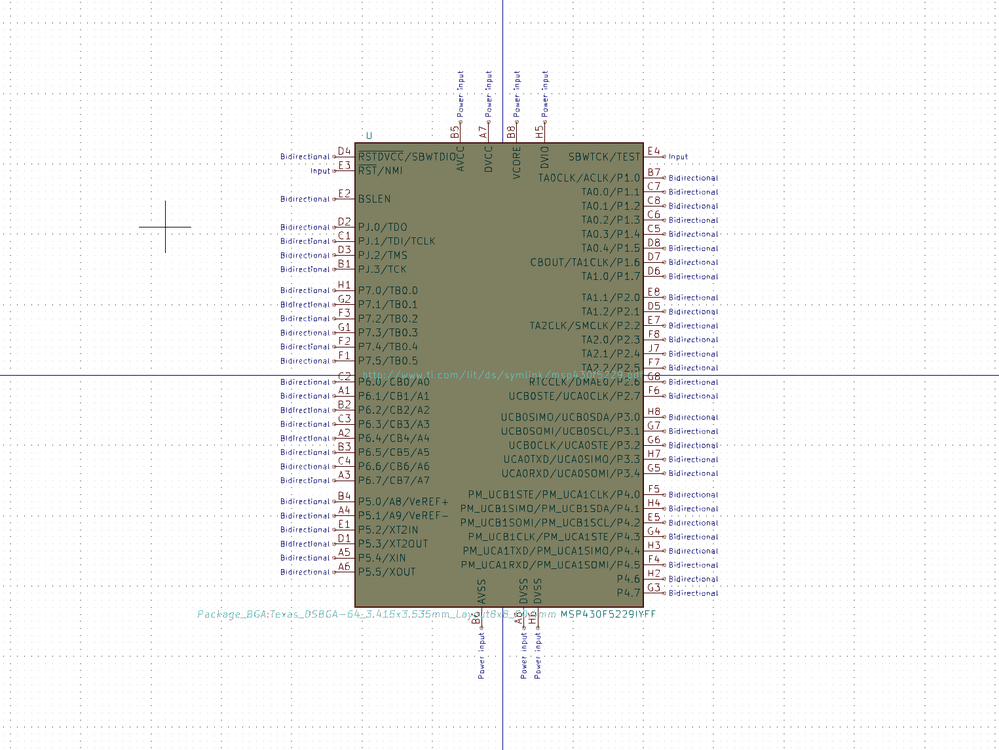 Power input Power input Power input Power input
B5 A7 B8 H5
U
AVCC DVCC VCORE DVIO
Bidirectional D4 RSTDVCC/SBWTDIO SBWTCK/TEST E4 Input
Input E3 RST/NMI
TA0CLK/ACLK/P1.0 B7 Bidirectional
TA0.0/P1.1 C7 Bidirectional
Bidirectional E2 BSLEN
TA0.1/P1.2 C8 Bidirectional
TA0.2/P1.3 C6 Bidirectional
Bidirectional D2 PJ.0/TDO
TA0.3/P1.4 C5 Bidirectional
Bidirectional C1 PJ.1/TDI/TCLK
TA0.4/P1.5 D8 Bidirectional
Bidirectional D3 PJ.2/TMS
CBOUT/TA1CLK/P1.6 D7 Bidirectional
Bidirectional B1 PJ.3/TCK
TA1.0/P1.7 D6 Bidirectional
Bidirectional H1 P7.0/TB0.0
TA1.1/P2.0 E8 Bidirectional
Bidirectional G2 P7.1/TB0.1
TA1.2/P2.1 D5 Bidirectional
Bidirectional F3 P7.2/TB0.2
TA2CLK/SMCLK/P2.2 E7 Bidirectional
Bidirectional G1 P7.3/TB0.3
TA2.0/P2.3 F8 Bidirectional
Bidirectional F2 P7.4/TB0.4
TA2.1/P2.4 J7 Bidirectional
Bidirectional F1 P7.5/TB0.5
TA2.2/P2.5 F7 Bidirectional
http://www.ti.com/lit/ds/symlink/msp430f5229.pdf
Bidirectional C2 P6.0/CB0/A0 RTCCLK/DMAE0/P2.6 G8 Bidirectional
Bidirectional A1 P6.1/CB1/A1 UCB0STE/UCA0CLK/P2.7 F6 Bidirectional
Bidirectional B2 P6.2/CB2/A2
UCB0SIMO/UCB0SDA/P3.0 H8 Bidirectional
Bidirectional C3 P6.3/CB3/A3
UCB0SOMI/UCB0SCL/P3.1 G7 Bidirectional
Bidirectional A2 P6.4/CB4/A4
UCB0CLK/UCA0STE/P3.2 G6 Bidirectional
Bidirectional B3 P6.5/CB5/A5
UCA0TXD/UCA0SIMO/P3.3 H7 Bidirectional
Bidirectional C4 P6.6/CB6/A6
UCA0RXD/UCA0SOMI/P3.4 G5 Bidirectional
Bidirectional A3 P6.7/CB7/A7
PM_UCB1STE/PM_UCA1CLK/P4.0 F5 Bidirectional
Bidirectional B4 P5.0/A8/VeREF+
PM_UCB1SIMO/PM_UCB1SDA/P4.1 H4 Bidirectional
Bidirectional A4 P5.1/A9/VeREF-
PM_UCB1SOMI/PM_UCB1SCL/P4.2 E5 Bidirectional
Bidirectional E1 P5.2/XT2IN
PM_UCB1CLK/PM_UCA1STE/P4.3 G4 Bidirectional
Bidirectional D1 P5.3/XT2OUT
PM_UCA1TXD/PM_UCA1SIMO/P4.4 H3 Bidirectional
Bidirectional A5 P5.4/XIN
PM_UCA1RXD/PM_UCA1SOMI/P4.5 F4 Bidirectional
Bidirectional A6 P5.5/XOUT
P4.6 H2 Bidirectional
P4.7 G3 Bidirectional
AVSS DVSS DVSS
Package_BGA:Texas_DSBGA-64_3.415x3.535mm MSP430F5229IYFF
Power input Power input Power input